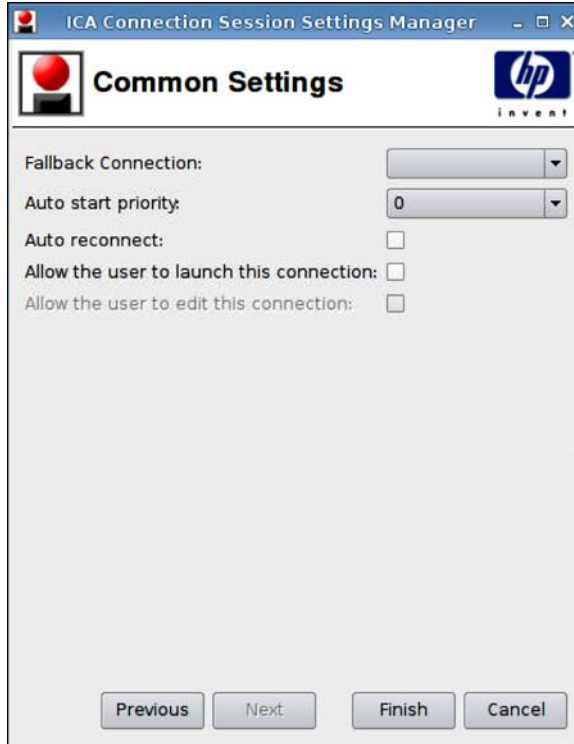 ICA Connection Session Settings Manager
Common Settings
hp
invent
Fallback Connection:
Auto start priority: 0
Auto reconnect:
Allow the user to launch this connection:
Allow the user to edit this connection:
Previous Next Finish Cancel